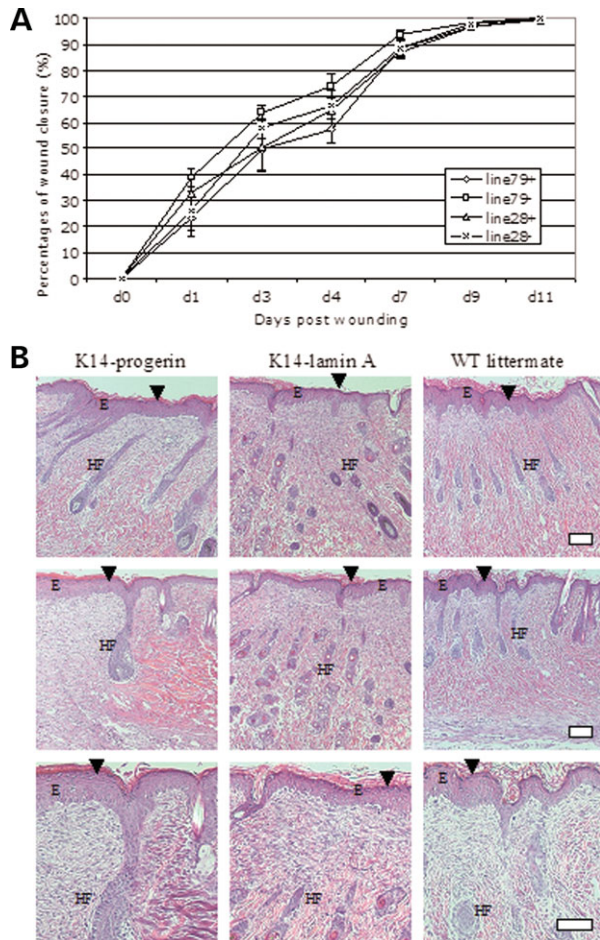 A
100
90
80
70
60
50
40
30
20
10
0
Percentages of wound closure (%)
line79+
line79-
line28+
line28-
d0 d1 d3 d4 d7 d9 d11
Days post wounding
B
K14-progerin K14-lamin A WT littermate
E E E
HF HF HF
E E E
HF HF HF
E E E
HF HF HF